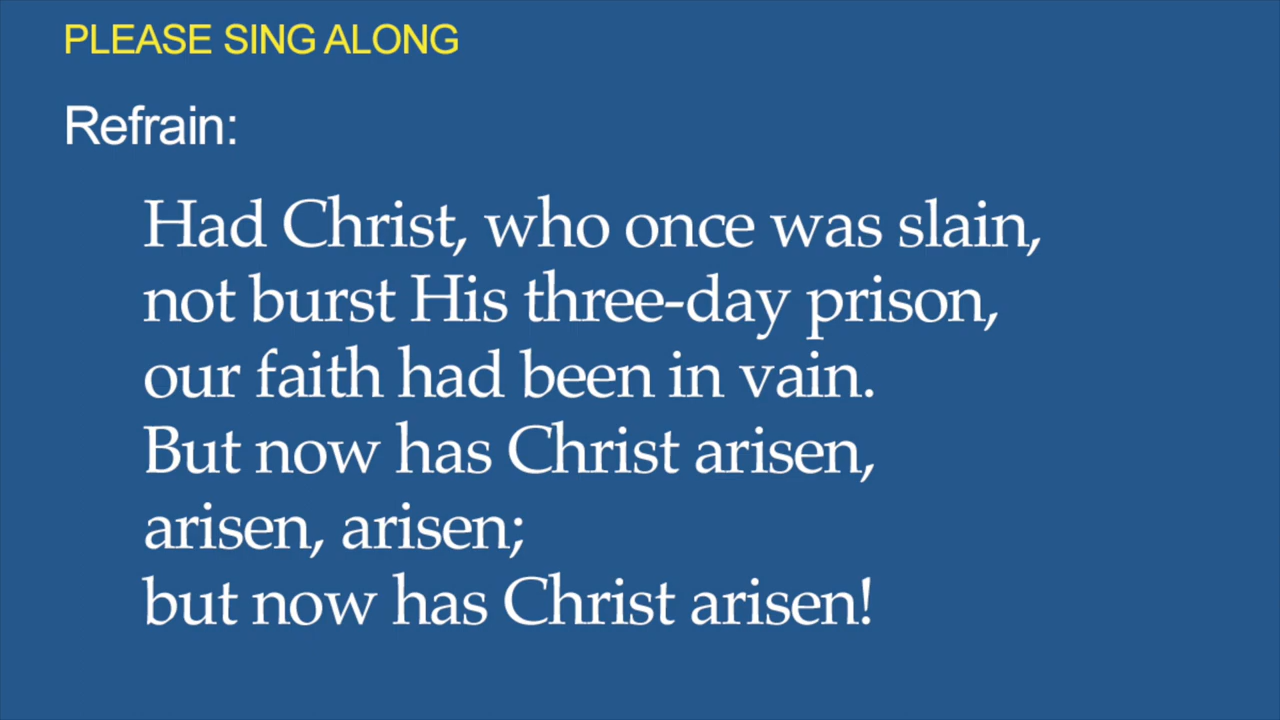 PLEASE SING ALONG
Refrain:
Had Christ, who once was slain,
not burst His three-day prison,
our faith had been in vain.
But now has Christ arisen,
arisen, arisen;
but now has Christ arisen!